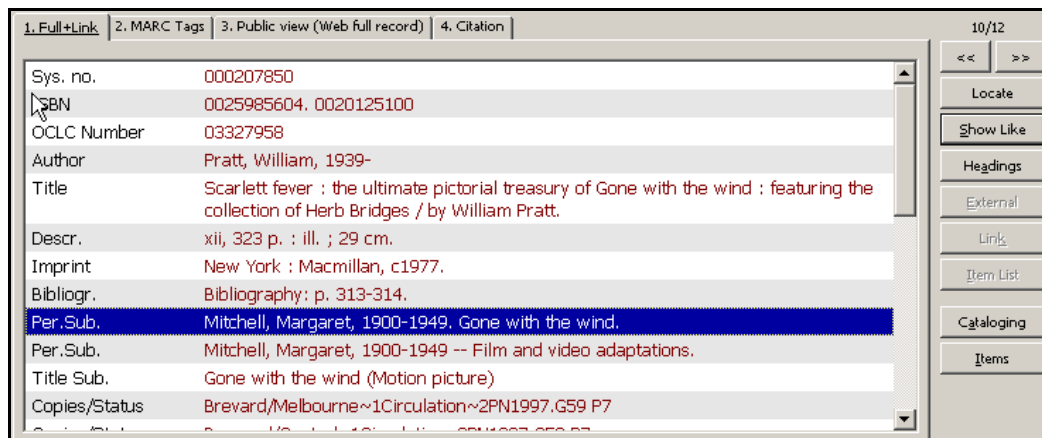 1. Full+Link 2. MARC Tags 3. Public view (Web full record) 4. Citation
10/12
<< >>
Sys. no. 000207850
ISBN 0025985604. 0020125100
Locate
OCLC Number 03327958
Show Like
Author Pratt, William, 1939-
Headings
Title Scarlett fever : the ultimate pictorial treasury of Gone with the wind : featuring the
collection of Herb Bridges / by William Pratt.
External
Descr. xii, 323 p. : ill. ; 29 cm.
Link
Imprint New York : Macmillan, c1977.
Item List
Bibliogr. Bibliography: p. 313-314.
Per.Sub. Mitchell, Margaret, 1900-1949. Gone with the wind.
Cataloging
Per.Sub. Mitchell, Margaret, 1900-1949 -- Film and video adaptations.
Items
Title Sub. Gone with the wind (Motion picture)
Copies/Status Brevard/Melbourne~1Circulation~2PN1997.G59 P7